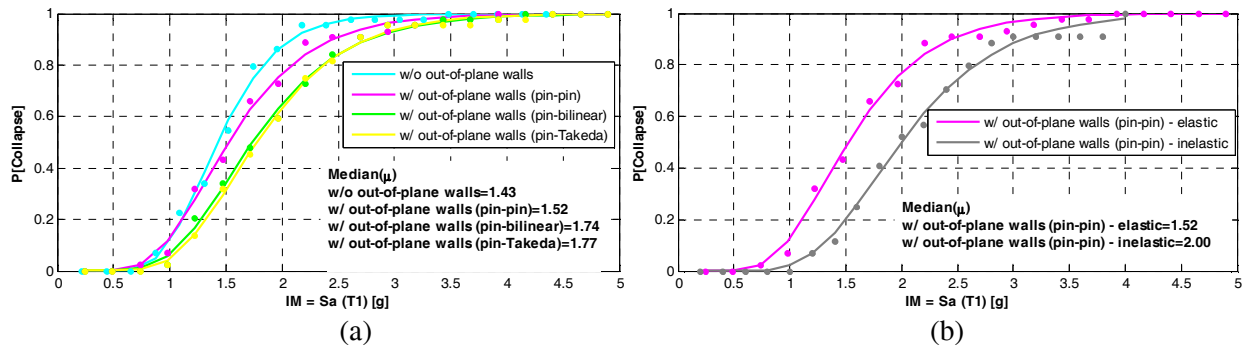 1
0.8
0.6
0.4
0.2
0
P[Collapse]
w/o out-of-plane walls
w/ out-of-plane walls (pin-pin)
w/ out-of-plane walls (pin-bilinear)
w/ out-of-plane walls (pin-Takeda)
Median(μ)
w/o out-of-plane walls=1.43
w/ out-of-plane walls (pin-pin)=1.52
w/ out-of-plane walls (pin-bilinear)=1.74
w/ out-of-plane walls (pin-Takeda)=1.77
0 0.5 1 1.5 2 2.5 3 3.5 4 4.5 5
IM = Sa (T1) [g]
(a)
1
0.8
0.6
0.4
0.2
0
P[Collapse]
w/ out-of-plane walls (pin-pin) - elastic
w/ out-of-plane walls (pin-pin) - inelastic
Median(μ)
w/ out-of-plane walls (pin-pin) - elastic=1.52
w/ out-of-plane walls (pin-pin) - inelastic=2.00
0 0.5 1 1.5 2 2.5 3 3.5 4 4.5 5
IM = Sa (T1) [g]
(b)